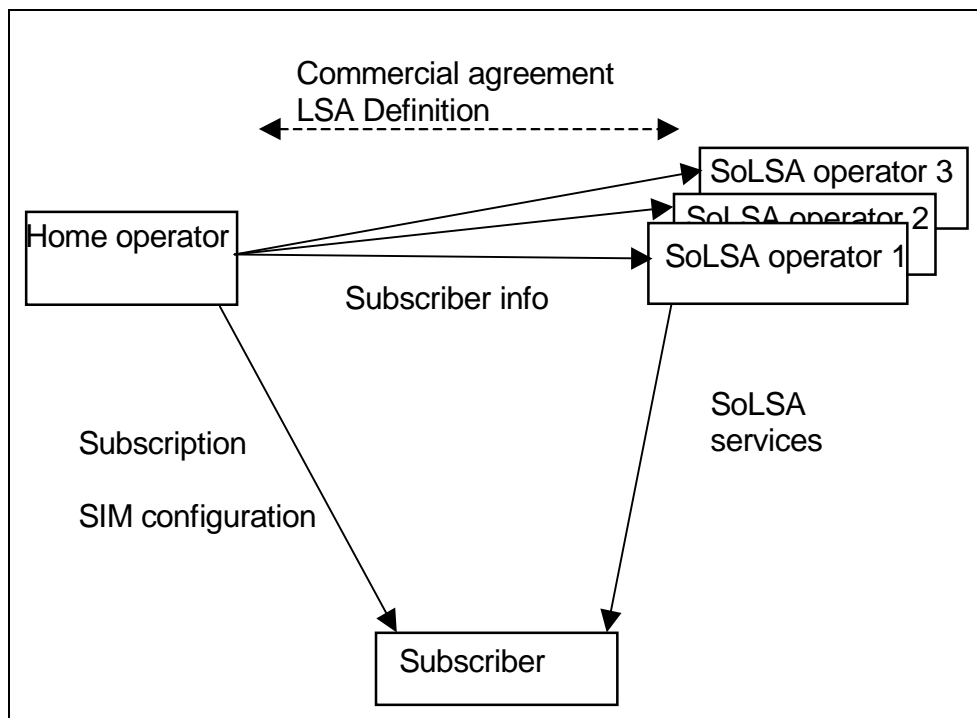 Commercial agreement
LSA Definition
SoLSA operator 3
SoLSA operator 2
Home operator
SoLSA operator 1
Subscriber info
SoLSA
services
Subscription
SIM configuration
Subscriber